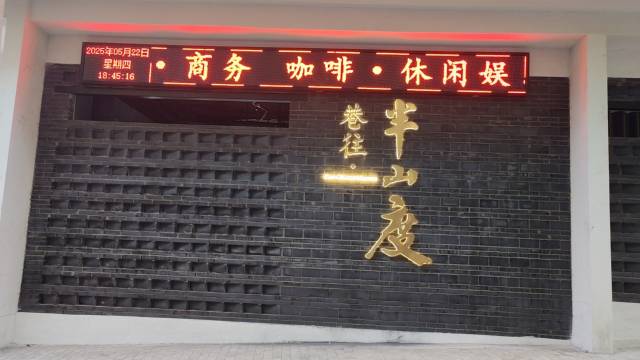 2025年05月22日
星期四
18:45:16
·商务 咖啡·休闲娱
巷往·
半山度